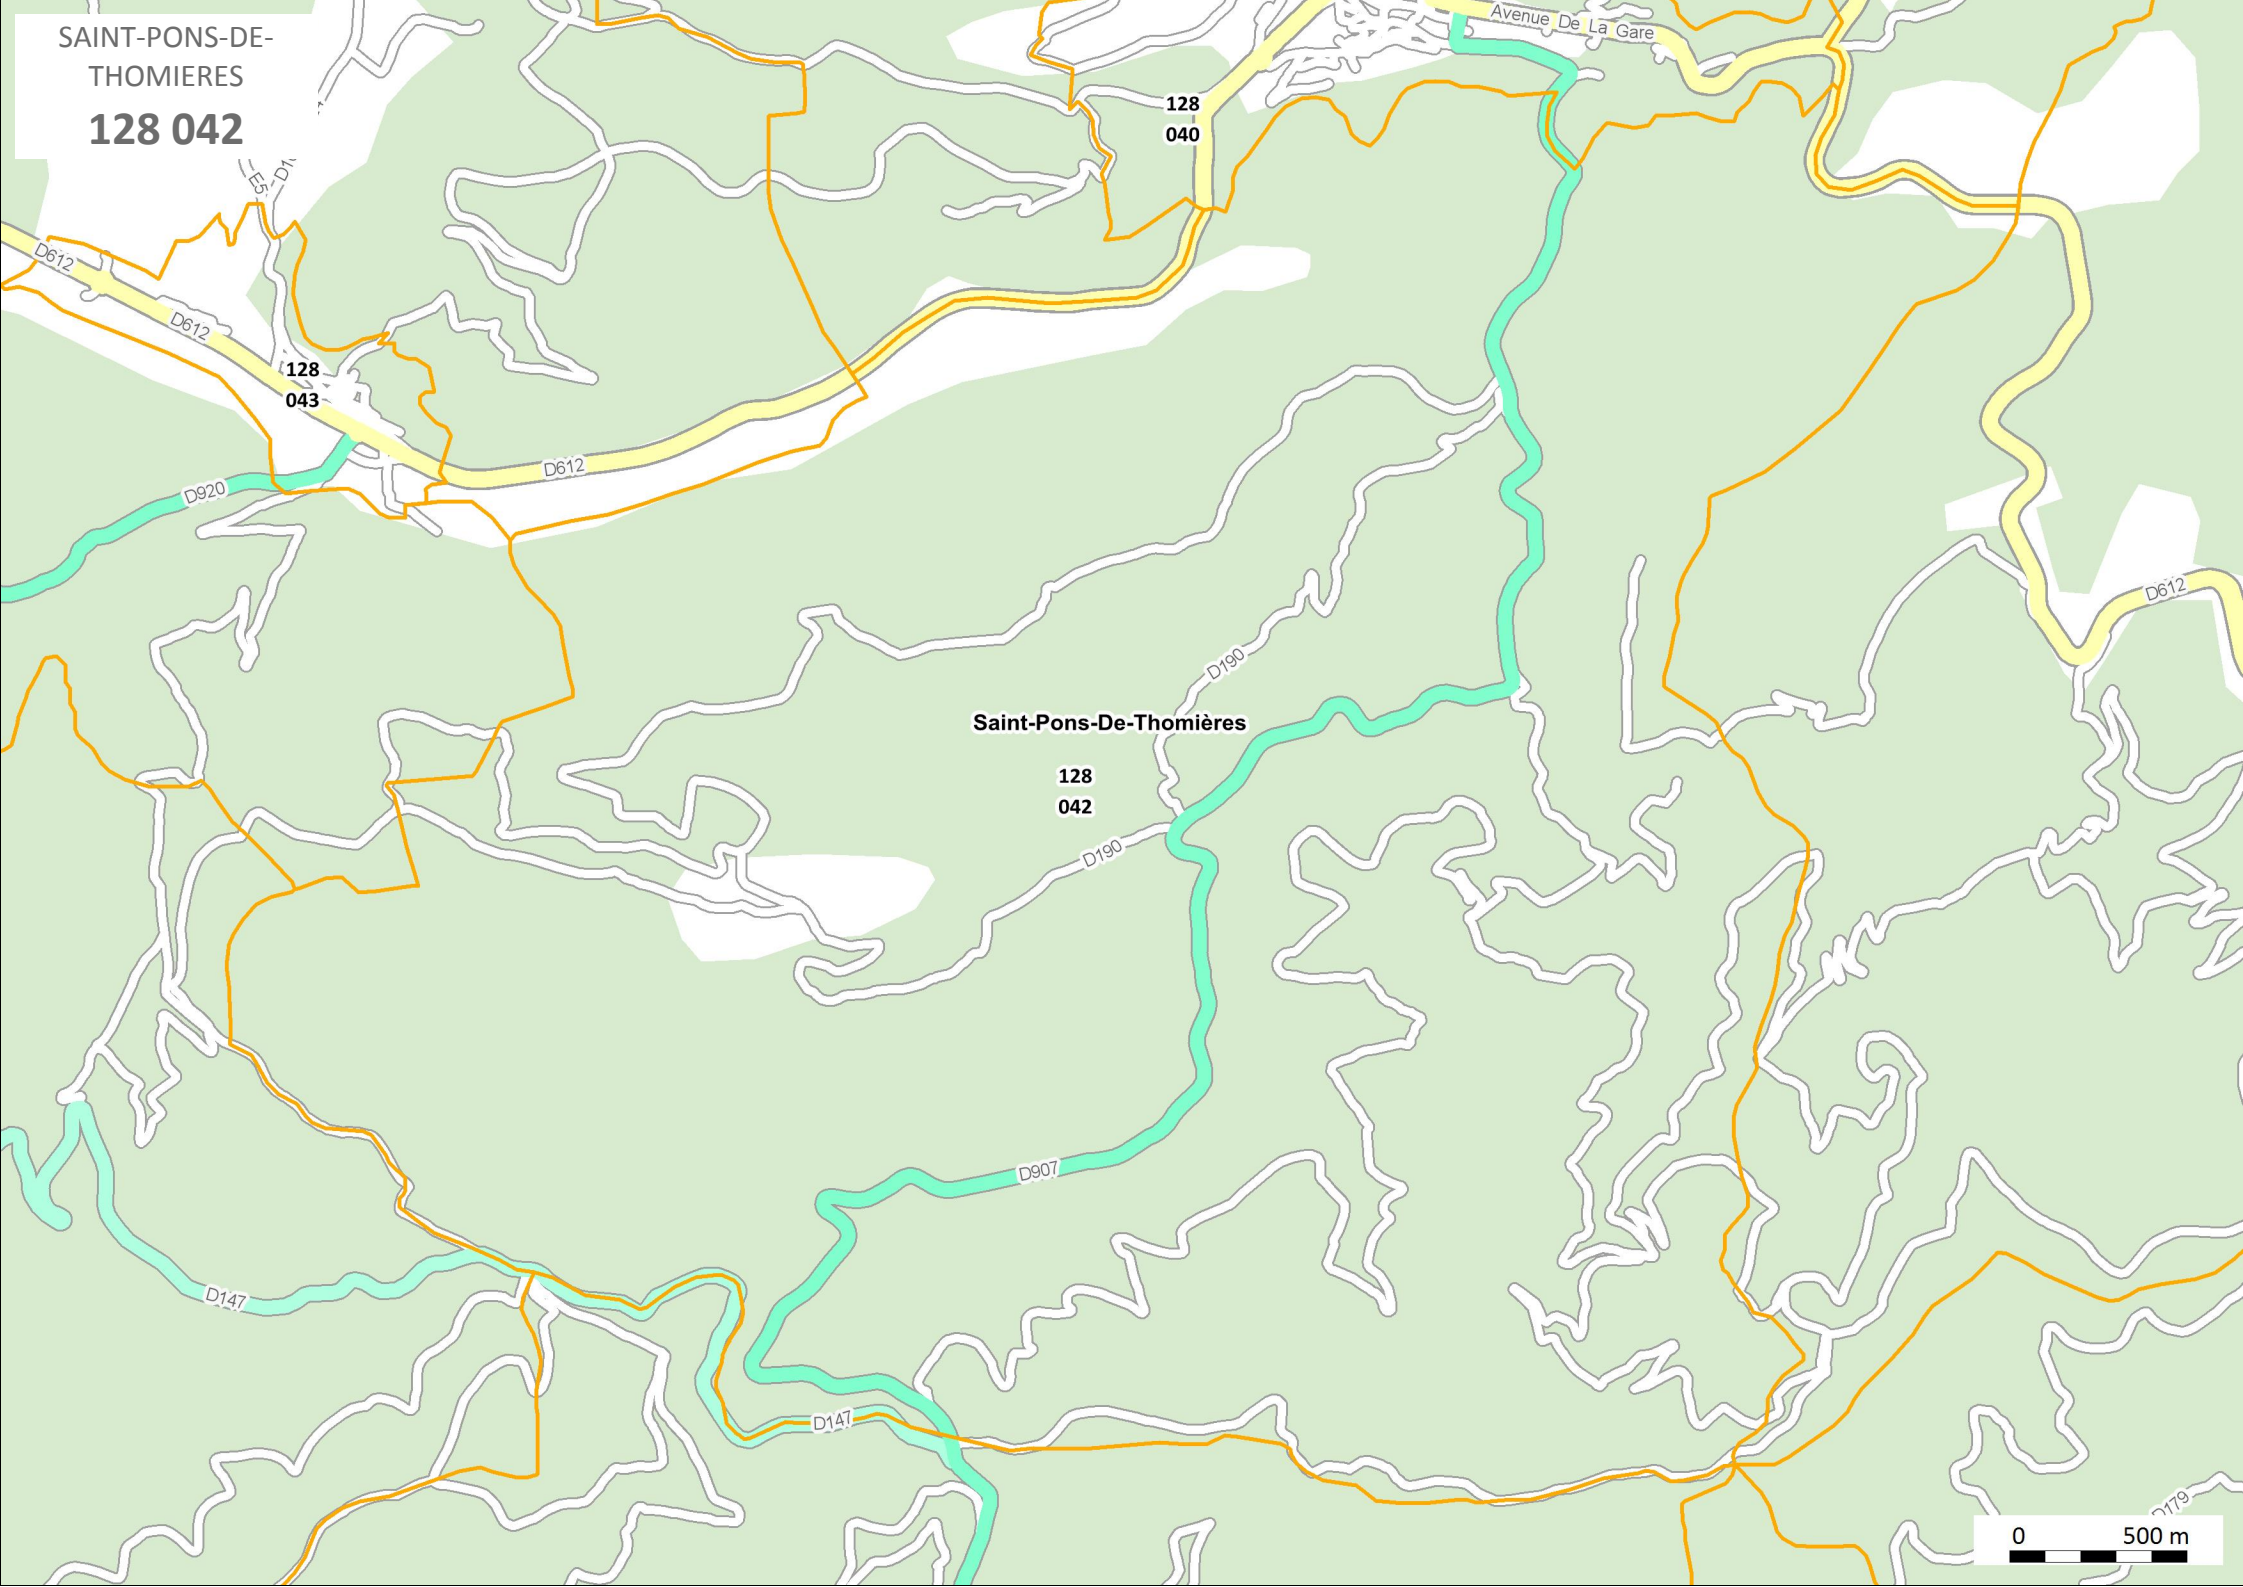 SAINT-PONS-DE-
THOMIERES
128 042
Avenue De La Gare
128
040
D612
D612
128
043
D612
D920
D612
D190
Saint-Pons-De-Thomières
128
042
D190
D907
D147
D147
D179
0 500 m